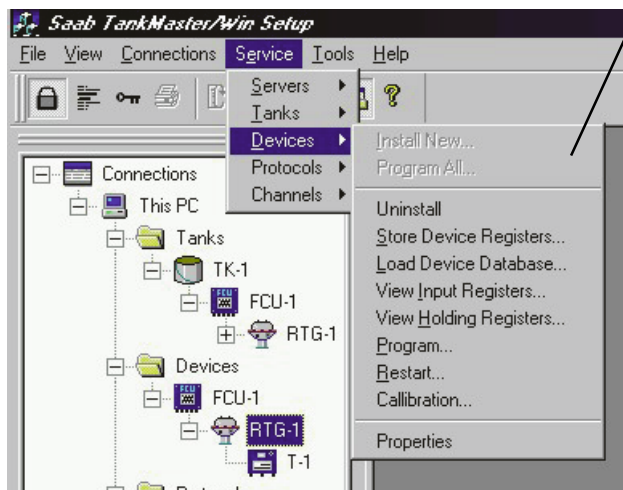 Saab TankMaster/Win Setup
File View Connections Service Tools Help
Servers
Tanks
Devices
Protocols
Channels
Install New...
Program All...
Uninstall
Store Device Registers...
Load Device Database...
View Input Registers...
View Holding Registers...
Program...
Restart...
Callibration...
Properties
Connections
This PC
Tanks
TK-1
FCU
FCU-1
RTG-1
Devices
FCU
FCU-1
RTG-1
T-1